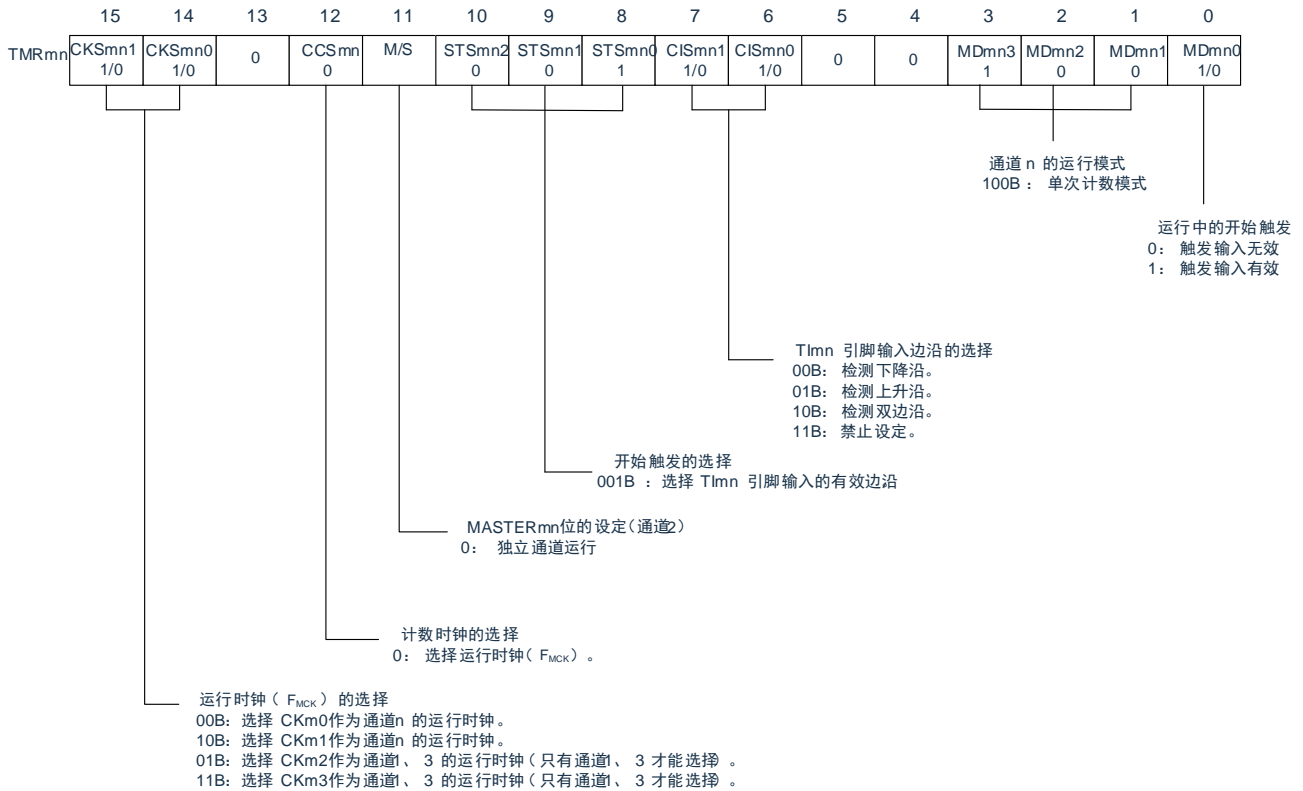 15 14 13 12 11 10 9 8 7 6 5 4 3 2 1 0
TMRmn CKSmn1 CKSmn0 0 CCSmn M/S STSmn2 STSmn1 STSmn0 CISmn1 CISmn0 0 0 MDmn3 MDmn2 MDmn1 MDmn0
1/0 1/0 0 0 0 1 1/0 1/0 1 0 0 1/0
通道 n 的运行模式
100B : 单次计数模式
运行中的开始触发
0: 触发输入无效
1: 触发输入有效
TImn 引脚输入边沿的选择
00B: 检测下降沿。
01B: 检测上升沿。
10B: 检测双边沿。
11B: 禁止设定。
开始触发的选择
001B : 选择 TImn 引脚输入的有效边沿
MASTERmn位的设定(通道2)
0: 独立通道运行
计数时钟的选择
0: 选择运行时钟( FMCK) 。
运行时钟( FMCK) 的选择
00B: 选择 CKm0作为通道n 的运行时钟。
10B: 选择 CKm1作为通道n 的运行时钟。
01B: 选择 CKm2作为通道1、 3 的运行时钟(只有通道1、 3 才能选择) 。
11B: 选择 CKm3作为通道1、 3 的运行时钟(只有通道1、 3 才能选择) 。